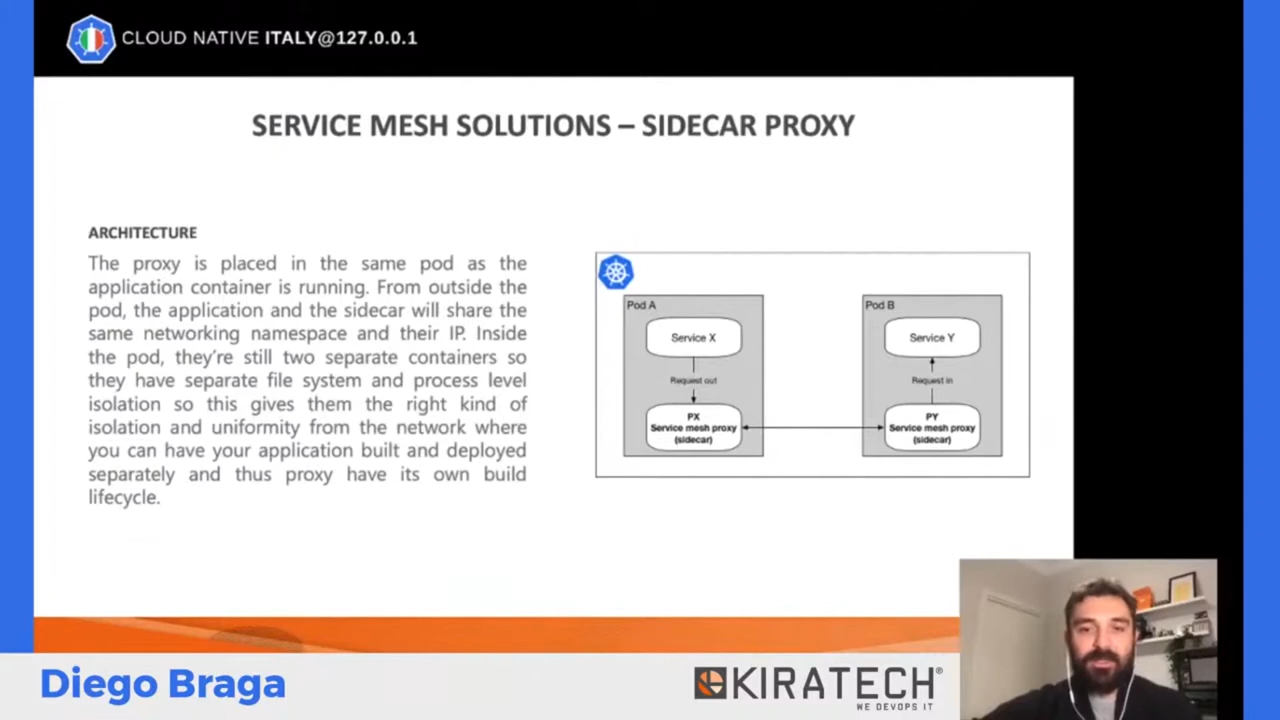 CLOUD NATIVE ITALY@127.0.0.1
SERVICE MESH SOLUTIONS – SIDECAR PROXY
ARCHITECTURE
The proxy is placed in the same pod as the
application container is running. From outside the
pod, the application and the sidecar will share the
same networking namespace and their IP. Inside
the pod, they're still two separate containers so
they have separate file system and process level
isolation so this gives them the right kind of
isolation and uniformity from the network where
you can have your application built and deployed
separately and thus proxy have its own build
lifecycle.
Pod A
Service X
Request out
PX
Service mesh proxy
(sidecar)
Pod B
Service Y
Request in
PY
Service mesh proxy
(sidecar)
Diego Braga
KIRATECH®
WE DEVOPS IT